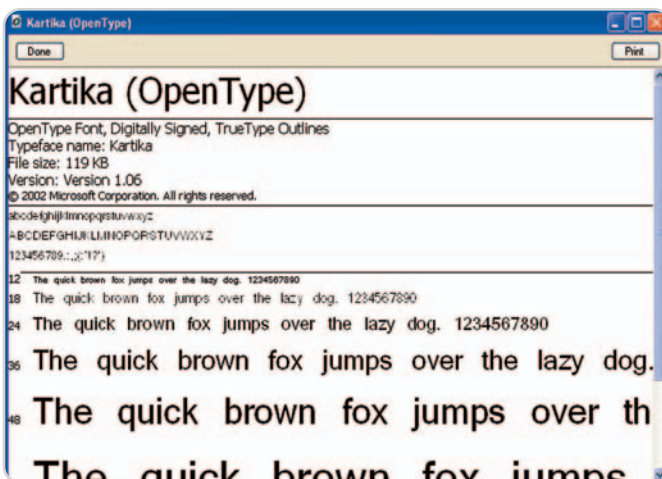 Kartika (OpenType)
Done Print
Kartika (OpenType)
OpenType Font, Digitally Signed, TrueType Outlines
Typeface name: Kartika
File size: 119 KB
Version: Version 1.06
© 2002 Microsoft Corporation. All rights reserved.
abcdefghijklmnopqrstuvwxyz
ABCDEFGHIJKLMNOPQRSTUVWXYZ
12 The quick brown fox jumps over the lazy dog. 1234567890
18 The quick brown fox jumps over the lazy dog. 1234567890
24 The quick brown fox jumps over the lazy dog. 1234567890
36 The quick brown fox jumps over the lazy dog.
48 The quick brown fox jumps over th
The quick brown fox jumps